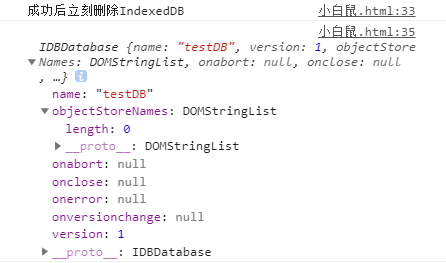 成功后立刻删除IndexedDB 小白鼠.html:33
小白鼠.html:35
IDBDatabase {name: "testDB", version: 1, objectStore
▼Names: DOMStringList, onabort: null, onclose: null
, …} i
name: "testDB"
▼objectStoreNames: DOMStringList
length: 0
▶__proto__: DOMStringList
onabort: null
onclose: null
onerror: null
onversionchange: null
version: 1
▶__proto__: IDBDatabase